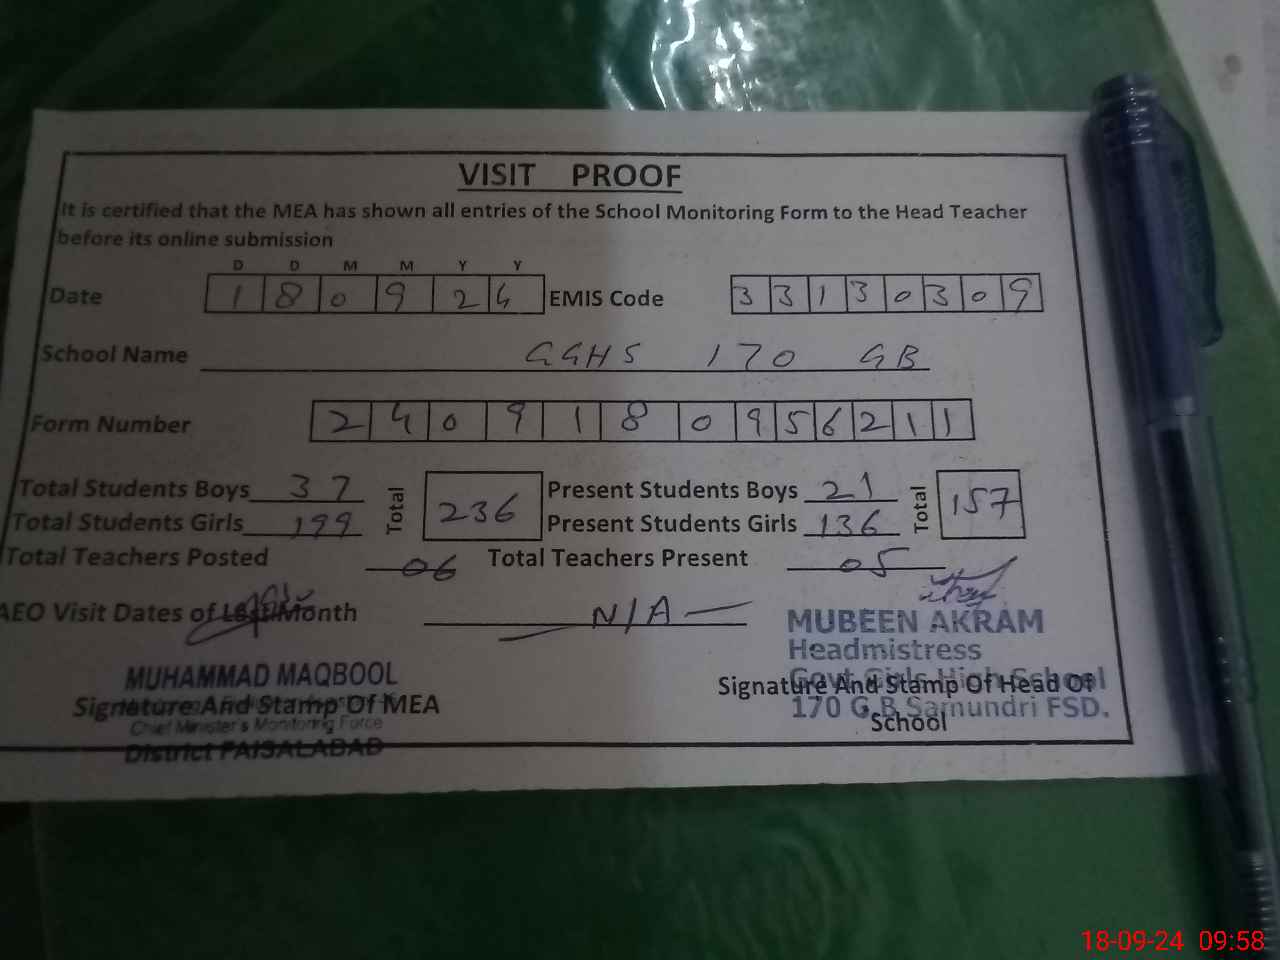 VISIT PROOF
It is certified that the MEA has shown all entries of the School Monitoring Form to the Head Teacher
before its online submission
D D M M Y Y
Date 1 8 0 9 2 4 EMIS Code 3 3 1 3 0 3 0 9
School Name GGHS 170 GB
Form Number 2 4 0 9 1 8 0 9 5 6 2 1 1
Total Students Boys 37 Total 236 Present Students Boys 21 Total 157
Total Students Girls 199 Present Students Girls 136
Total Teachers Posted 06 Total Teachers Present 05
AEO Visit Dates of Last Month N/A
MUBEEN AKRAM
Headmistress
Govt Girls High School
170 G.B Samundri FSD.
Signature And Stamp Of Head Of
School
MUHAMMAD MAQBOOL
Signature And Stamp Of MEA
Chief Minister's Monitoring Force
District FAISALABAD
18-09-24 09:58